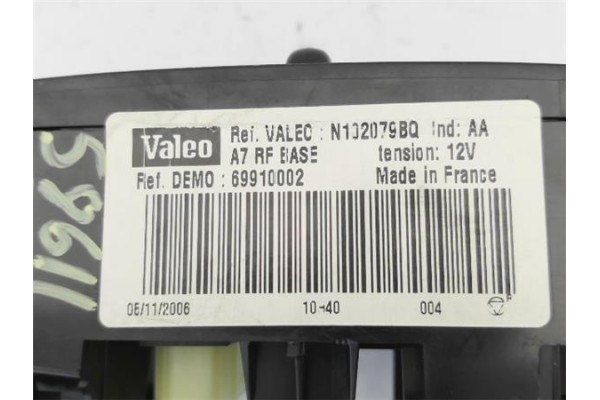 Valeo
Ref. VALEO : N102079BQ Ind: AA
A7 RF BASE tension: 12V
Ref. DEMO : 69910002 Made in France
06/11/2006 10:40 004
11985